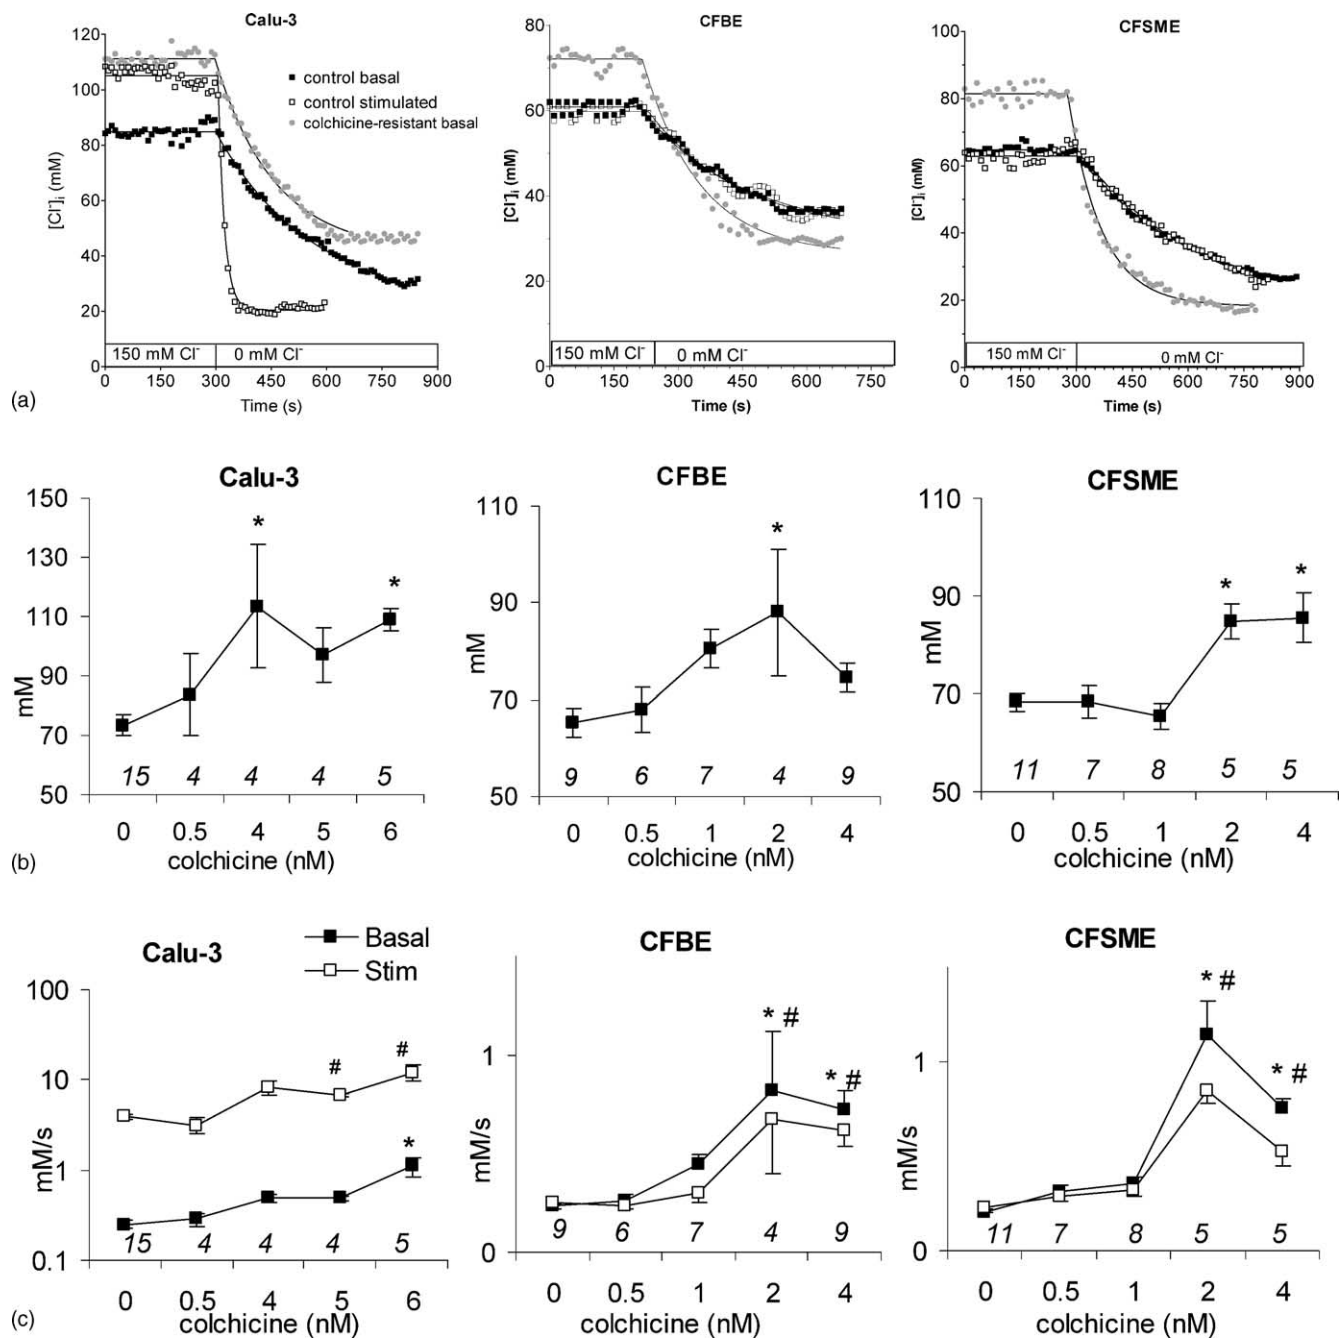 Calu-3
120
100
80
60
40
20
0
[Cl⁻]ᵢ (mM)
control basal
control stimulated
colchicine-resistant basal
150 mM Cl⁻
0 mM Cl⁻
0 150 300 450 600 750 900
Time (s)
CFBE
80
60
40
20
0
[Cl⁻]ᵢ (mM)
150 mM Cl⁻
0 mM Cl⁻
0 150 300 450 600 750
Time (s)
CFSME
100
80
60
40
20
0
[Cl⁻]ᵢ (mM)
150 mM Cl⁻
0 mM Cl⁻
0 150 300 450 600 750 900
Time (s)
(a)
Calu-3
150
130
110
90
70
50
mM
* *
15 4 4 4 5
0 0.5 4 5 6
colchicine (nM)
CFBE
110
90
70
50
mM
*
9 6 7 4 9
0 0.5 1 2 4
colchicine (nM)
CFSME
110
90
70
50
mM
* *
11 7 8 5 5
0 0.5 1 2 4
colchicine (nM)
(b)
Calu-3
Basal
Stim
100
10
1
0.1
mM/s
# #
*
15 4 4 4 5
0 0.5 4 5 6
colchicine (nM)
CFBE
1
0
mM/s
* #
* #
9 6 7 4 9
0 0.5 1 2 4
colchicine (nM)
CFSME
1
0
mM/s
* #
* #
11 7 8 5 5
0 0.5 1 2 4
colchicine (nM)
(c)